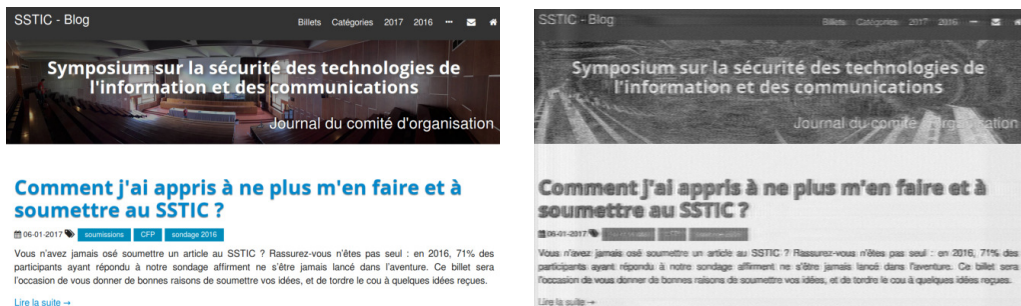 SSTIC - Blog
Billets Catégories 2017 2016
Symposium sur la sécurité des technologies de
l'information et des communications
Journal du comité d'organisation
Comment j'ai appris à ne plus m'en faire et à
soumettre au SSTIC ?
06-01-2017 soumissions CFP sondage 2016
Vous n'avez jamais osé soumettre un article au SSTIC ? Rassurez-vous n'êtes pas seul : en 2016, 71% des
participants ayant répondu à notre sondage affirment ne s'être jamais lancé dans l'aventure. Ce billet sera
l'occasion de vous donner de bonnes raisons de soumettre vos idées, et de tordre le cou à quelques idées reçues.
Lire la suite →
SSTIC - Blog
Billets Catégories 2017 2016
Symposium sur la sécurité des technologies de
l'information et des communications
Journal du comité d'organisation
Comment j'ai appris à ne plus m'en faire et à
soumettre au SSTIC ?
06-01-2017 CFP
Vous n'avez jamais osé soumettre un article au SSTIC ? Rassurez-vous n'êtes pas seul : en 2016, 71% des
participants ayant répondu à notre sondage affirment ne s'être jamais lancé dans l'aventure. Ce billet sera
l'occasion de vous donner de bonnes raisons de soumettre vos idées, et de tordre le cou à quelques idées reçues.
Lire la suite →